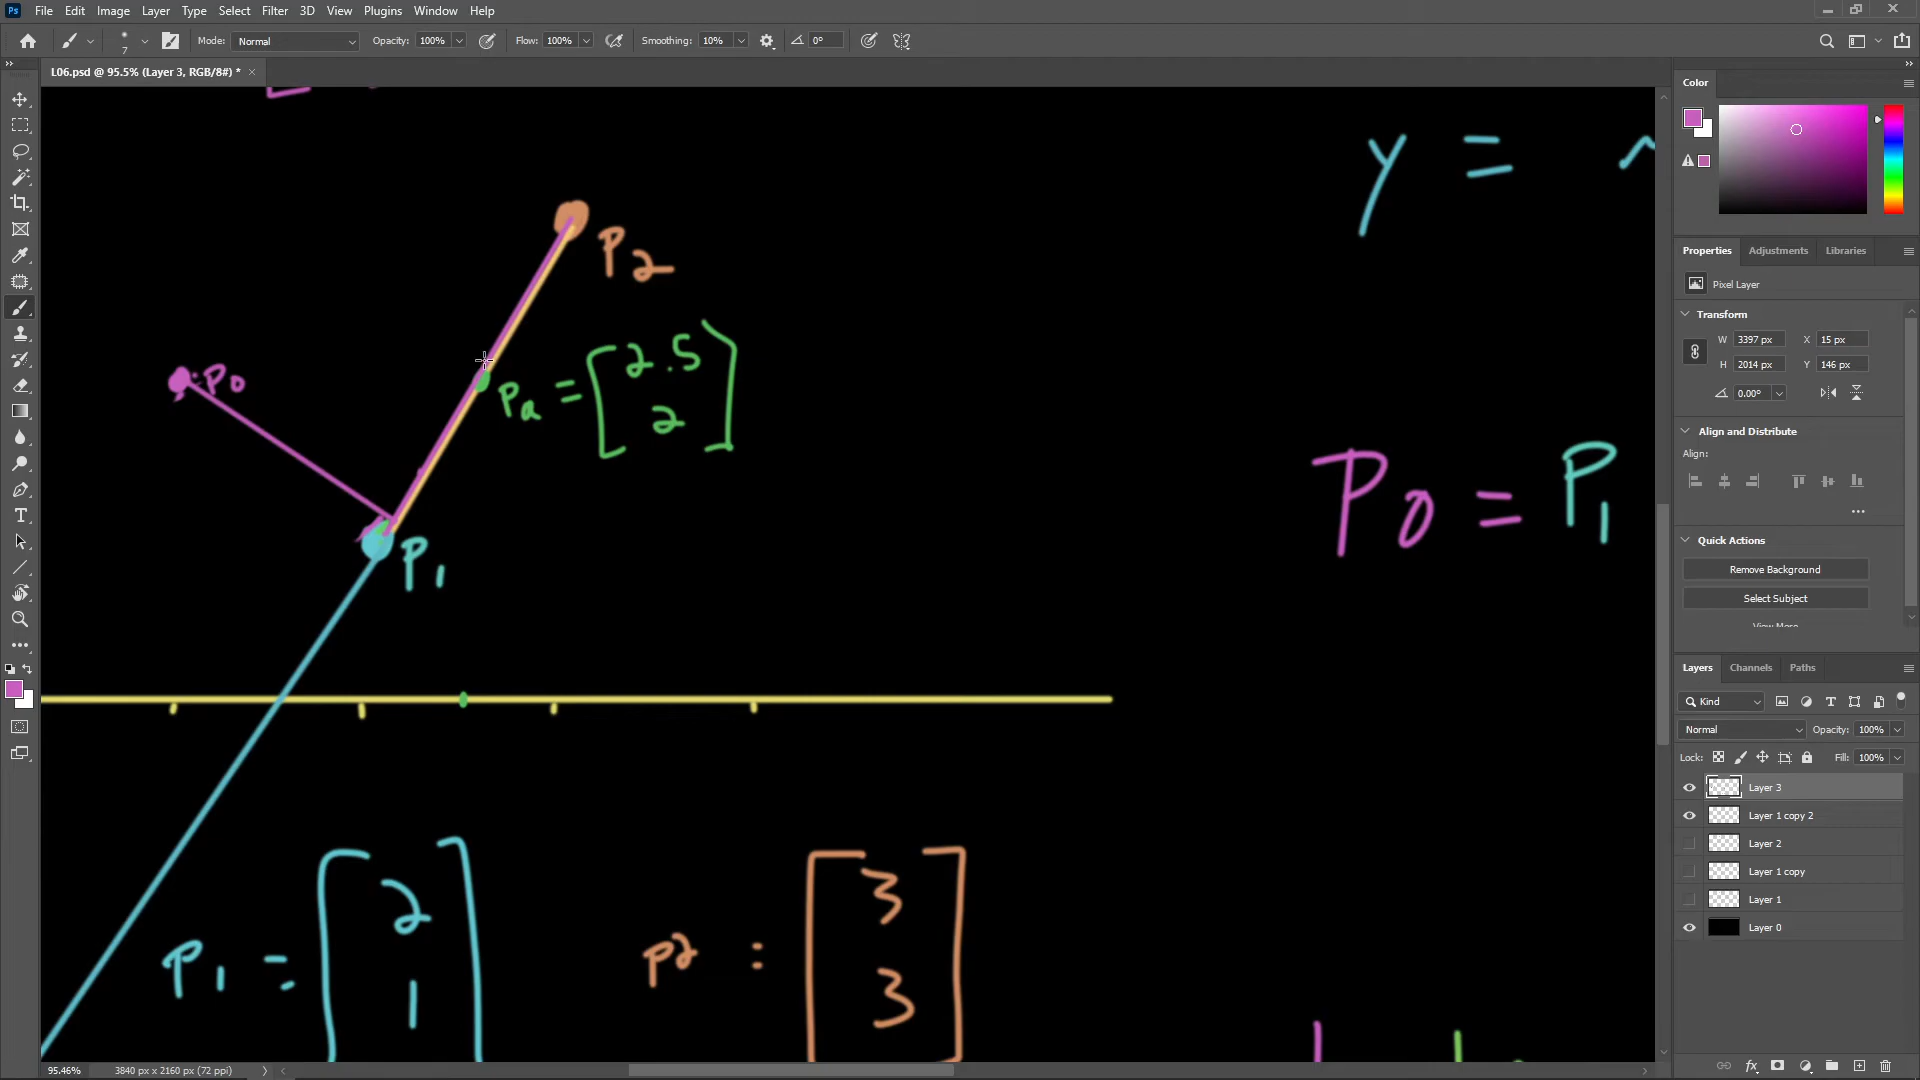 Ps File Edit Image Layer Type Select Filter 3D View Plugins Window Help
7 Mode: Normal Opacity: 100% Flow: 100% Smoothing: 10% 0°
L06.psd @ 95.5% (Layer 3, RGB/8#) * ×
Color
y =
P2
P0
Pa = [2.5
2]
P1
P0 = P1
P1 = [2
1
p2 : [3
3
Properties Adjustments Libraries
Pixel Layer
Transform
W 3397 px X 15 px
H 2014 px Y 146 px
0.00°
Align and Distribute
Align:
Quick Actions
Remove Background
Select Subject
View More
Layers Channels Paths
Kind
Normal Opacity: 100%
Lock: Fill: 100%
Layer 3
Layer 1 copy 2
Layer 2
Layer 1 copy
Layer 1
Layer 0
95.46% 3840 px x 2160 px (72 ppi)